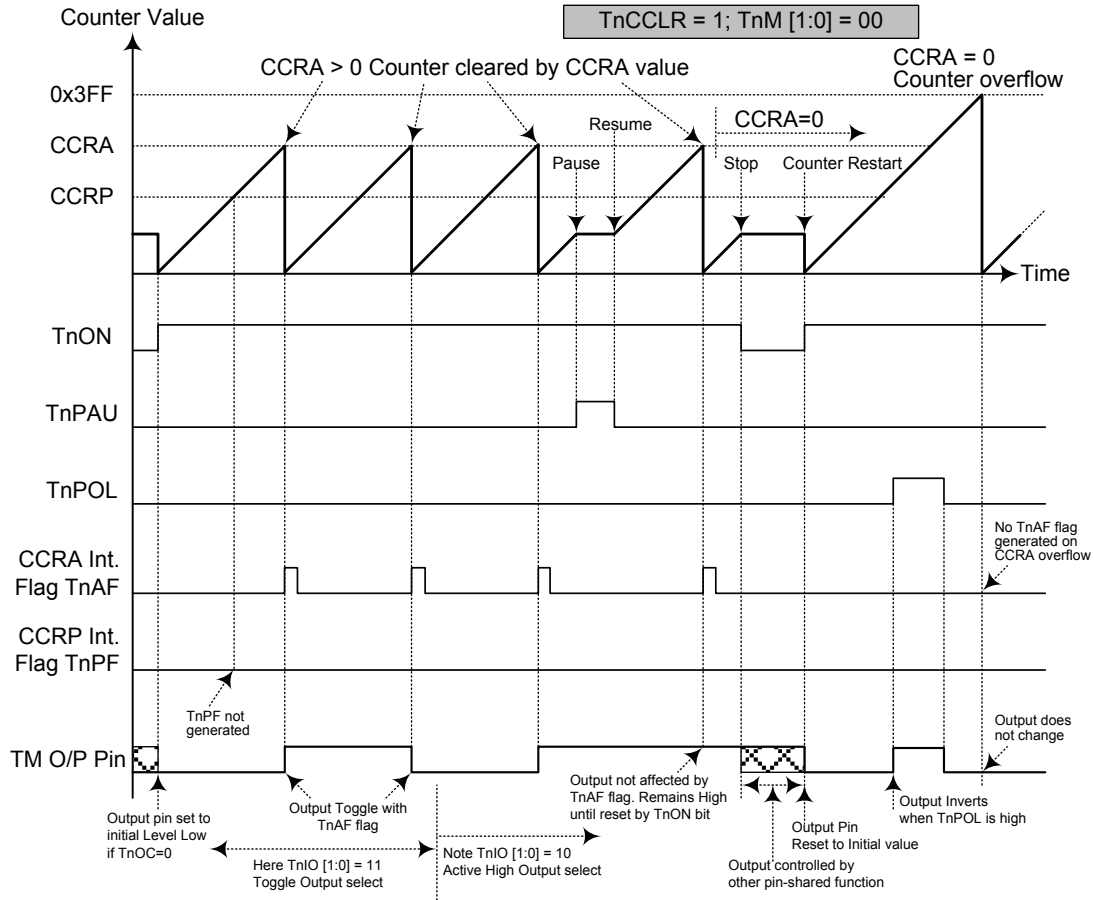 Counter Value
TnCCLR = 1; TnM [1:0] = 00
CCRA > 0 Counter cleared by CCRA value
CCRA = 0
Counter overflow
0x3FF
CCRA
CCRP
Resume
CCRA=0
Pause
Stop
Counter Restart
Time
TnON
TnPAU
TnPOL
No TnAF flag
generated on
CCRA overflow
CCRA Int.
Flag TnAF
CCRP Int.
Flag TnPF
TnPF not
generated
Output does
not change
TM O/P Pin
Output pin set to
initial Level Low
if TnOC=0
Output Toggle with
TnAF flag
Output not affected by
TnAF flag. Remains High
until reset by TnON bit
Output Pin
Reset to Initial value
Output Inverts
when TnPOL is high
Here TnIO [1:0] = 11
Toggle Output select
Note TnIO [1:0] = 10
Active High Output select
Output controlled by
other pin-shared function